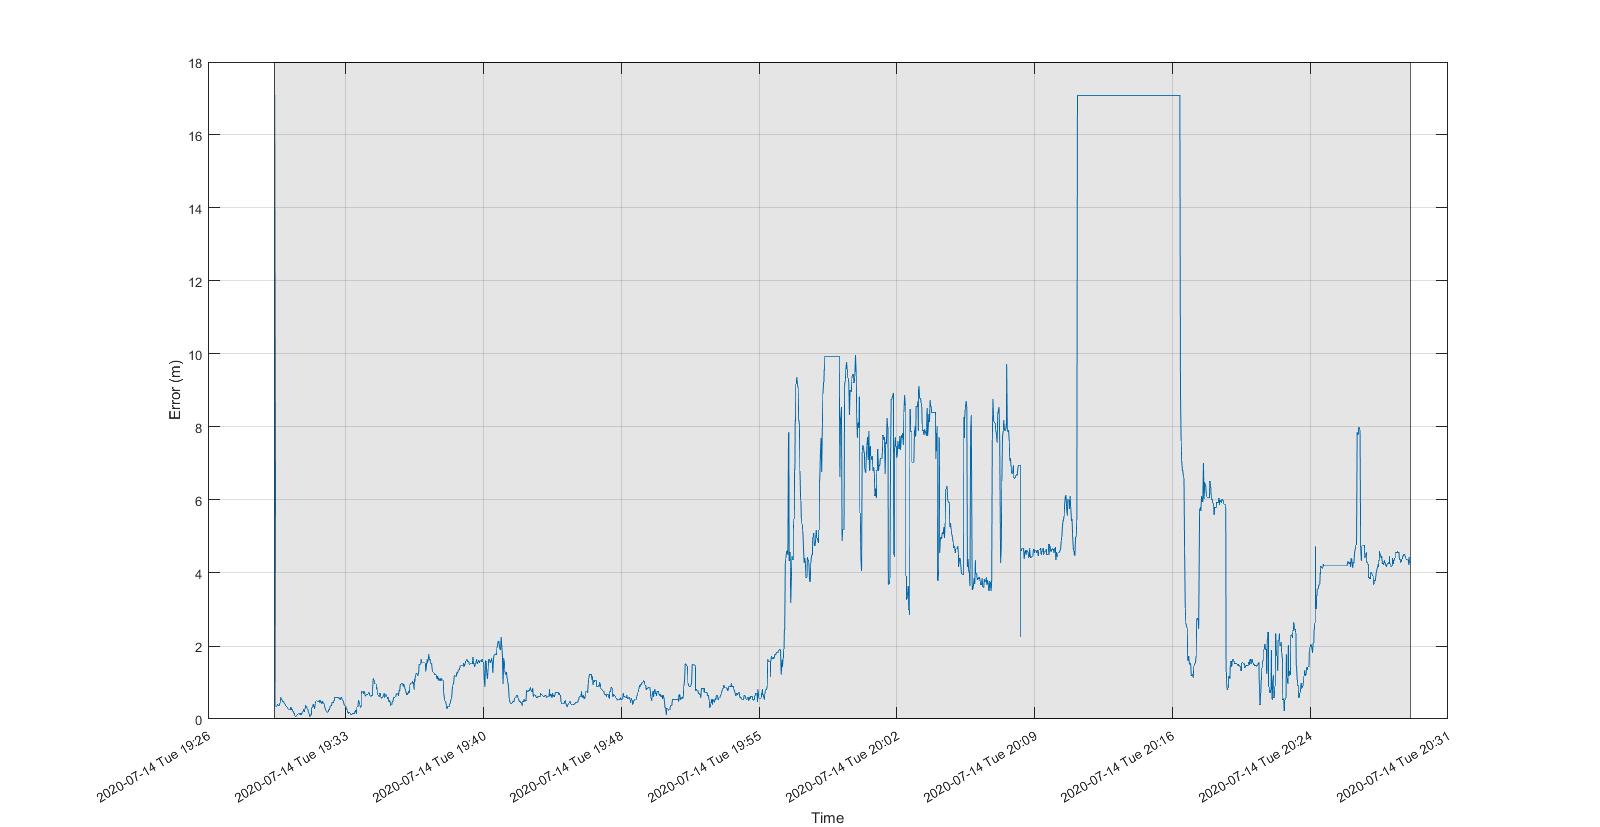 18
16
14
12
10
8
6
4
2
0
Error (m)
2020-07-14 Tue 19:26
2020-07-14 Tue 19:33
2020-07-14 Tue 19:40
2020-07-14 Tue 19:48
2020-07-14 Tue 19:55
2020-07-14 Tue 20:02
2020-07-14 Tue 20:09
2020-07-14 Tue 20:16
2020-07-14 Tue 20:24
2020-07-14 Tue 20:31
Time